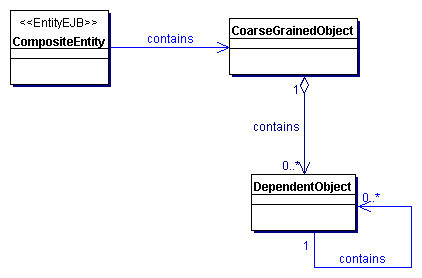 <<EntityEJB>>
CompositeEntity
contains
CoarseGrainedObject
1
contains
0..*
DependentObject
0..*
1
contains